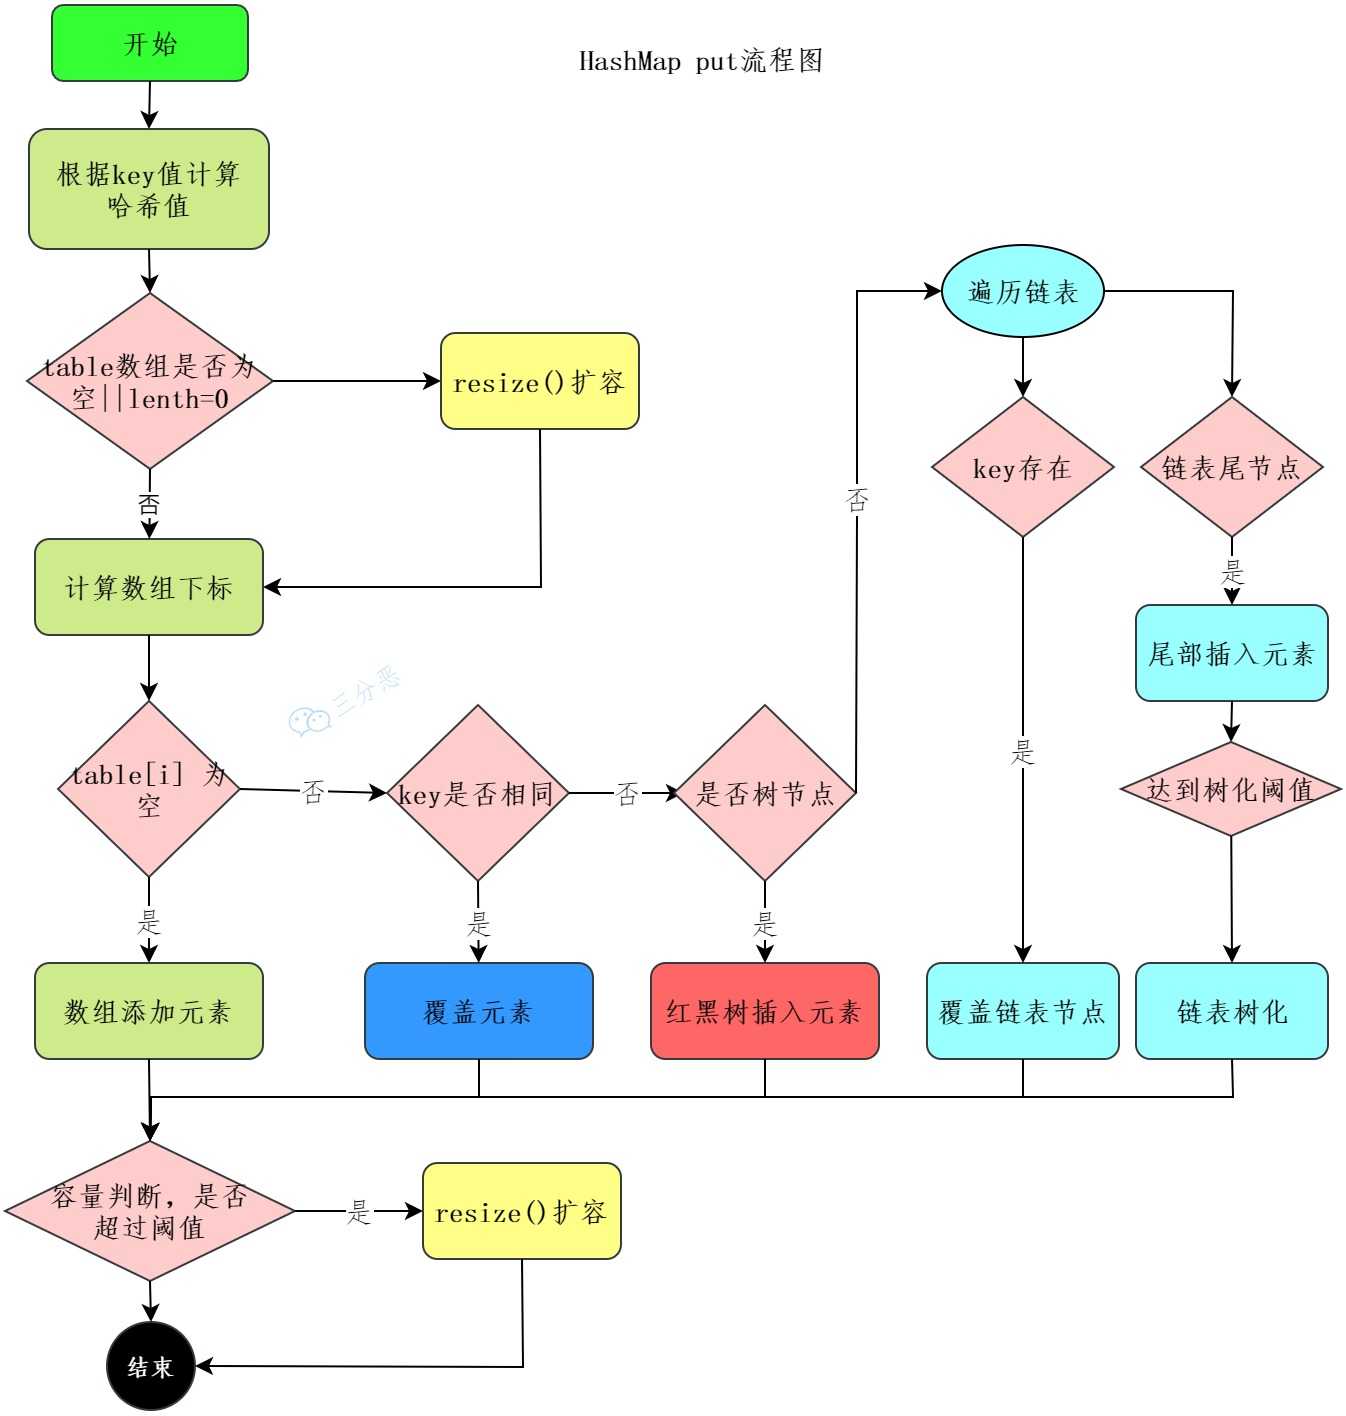 开始
HashMap put流程图
根据key值计算
哈希值
table数组是否为
空||lenth=0
resize()扩容
否
计算数组下标
遍历链表
key存在
链表尾节点
否
是
尾部插入元素
三分恶
table[i] 为
空
否
key是否相同
否
是否树节点
是
达到树化阈值
是
是
是
数组添加元素
覆盖元素
红黑树插入元素
覆盖链表节点
链表树化
容量判断，是否
超过阈值
是
resize()扩容
结束